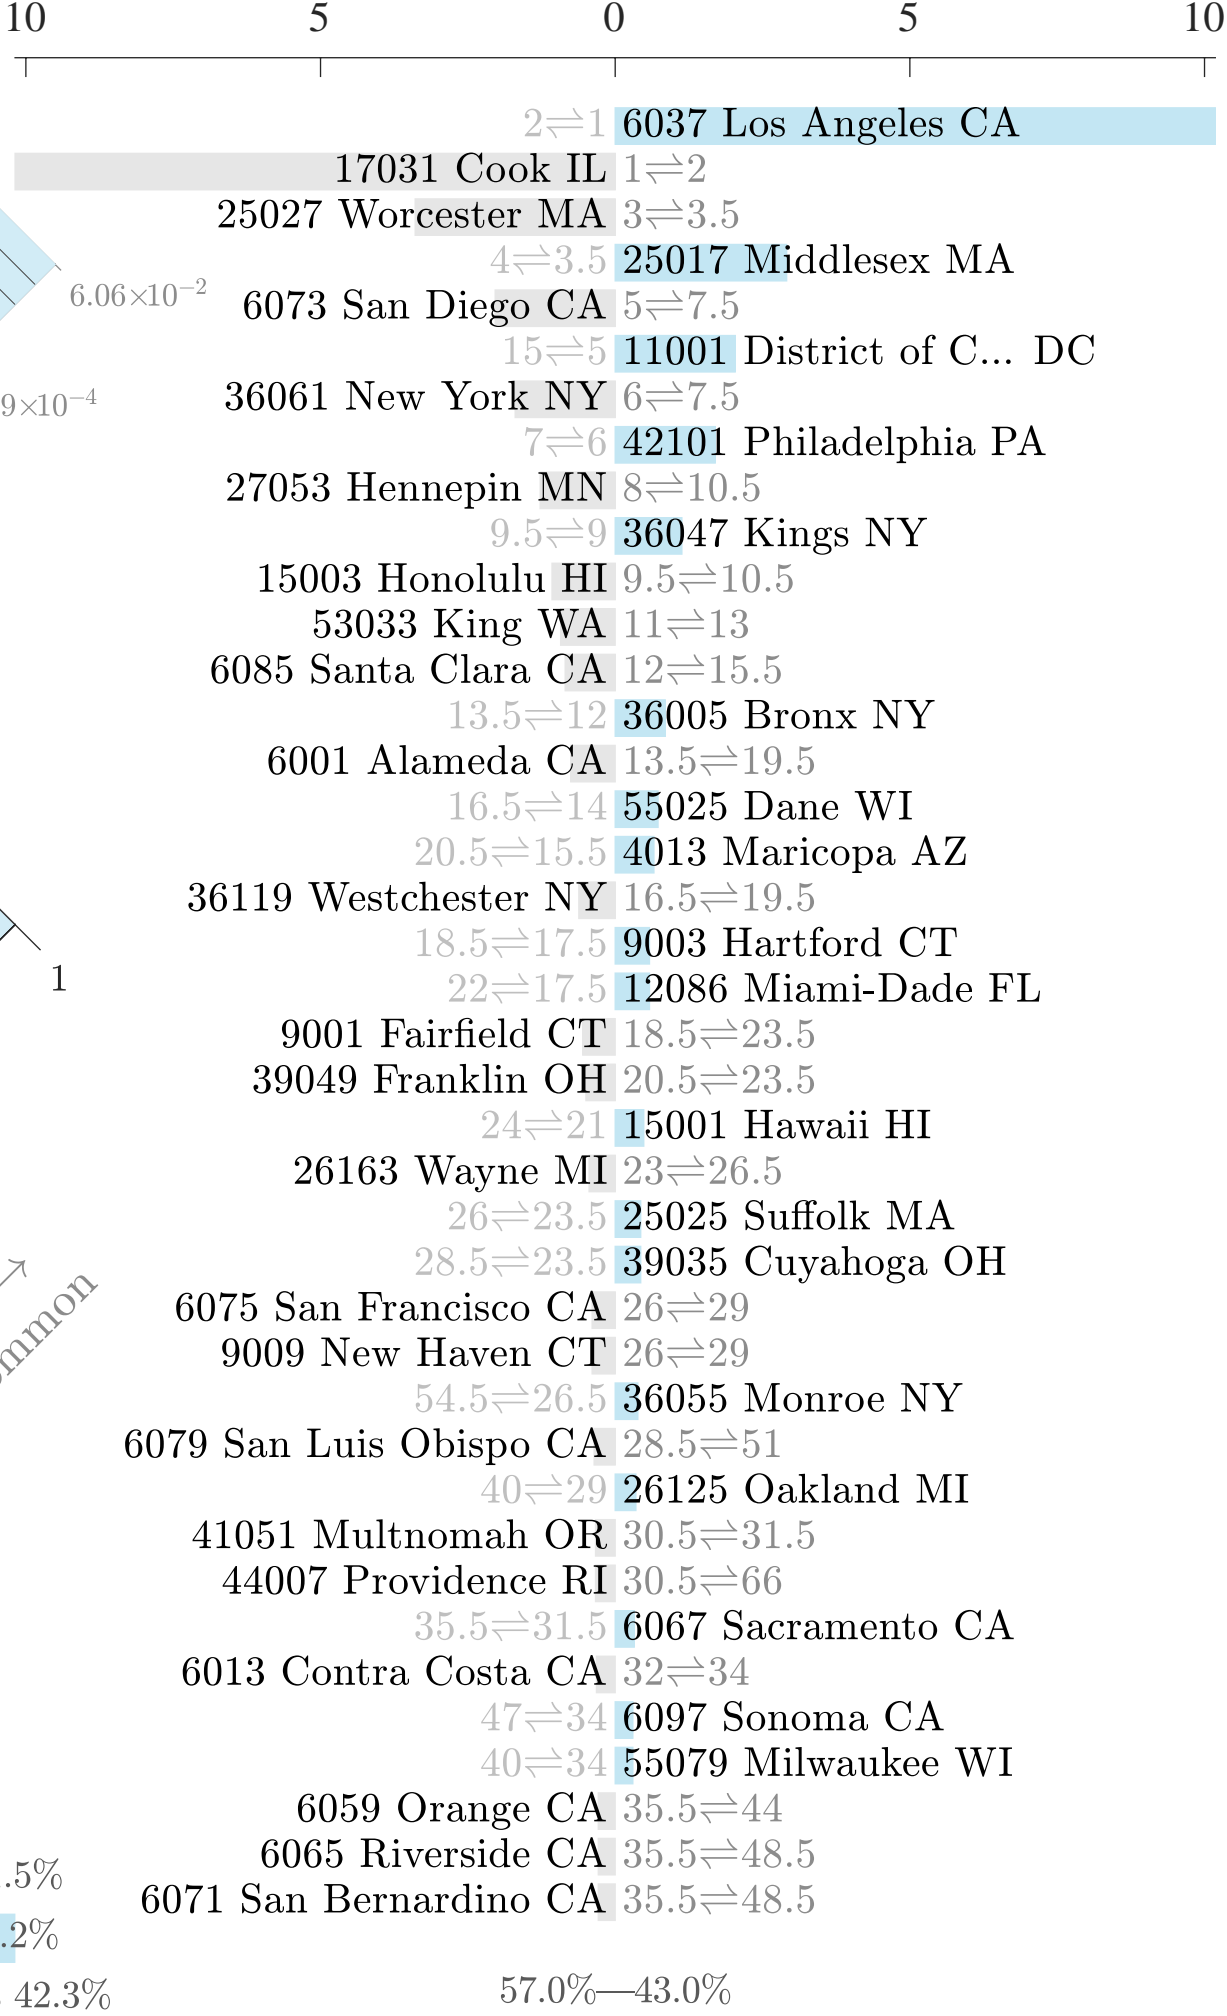 10 5 0 5 10
2⇌1 6037 Los Angeles CA
17031 Cook IL 1⇌2
25027 Worcester MA 3⇌3.5
4⇌3.5 25017 Middlesex MA
6.06×10−2
6073 San Diego CA 5⇌7.5
15⇌5 11001 District of C... DC
36061 New York NY 6⇌7.5
9×10−4
7⇌6 42101 Philadelphia PA
27053 Hennepin MN 8⇌10.5
9.5⇌9 36047 Kings NY
15003 Honolulu HI 9.5⇌10.5
53033 King WA 11⇌13
6085 Santa Clara CA 12⇌15.5
13.5⇌12 36005 Bronx NY
6001 Alameda CA 13.5⇌19.5
16.5⇌14 55025 Dane WI
20.5⇌15.5 4013 Maricopa AZ
36119 Westchester NY 16.5⇌19.5
18.5⇌17.5 9003 Hartford CT
1
22⇌17.5 12086 Miami-Dade FL
9001 Fairfield CT 18.5⇌23.5
39049 Franklin OH 20.5⇌23.5
24⇌21 15001 Hawaii HI
26163 Wayne MI 23⇌26.5
26⇌23.5 25025 Suffolk MA
28.5⇌23.5 39035 Cuyahoga OH
6075 San Francisco CA 26⇌29
mmon
9009 New Haven CT 26⇌29
54.5⇌26.5 36055 Monroe NY
6079 San Luis Obispo CA 28.5⇌51
40⇌29 26125 Oakland MI
41051 Multnomah OR 30.5⇌31.5
44007 Providence RI 30.5⇌66
35.5⇌31.5 6067 Sacramento CA
6013 Contra Costa CA 32⇌34
47⇌34 6097 Sonoma CA
40⇌34 55079 Milwaukee WI
6059 Orange CA 35.5⇌44
6065 Riverside CA 35.5⇌48.5
.5%
6071 San Bernardino CA 35.5⇌48.5
.2%
42.3%
57.0%—43.0%